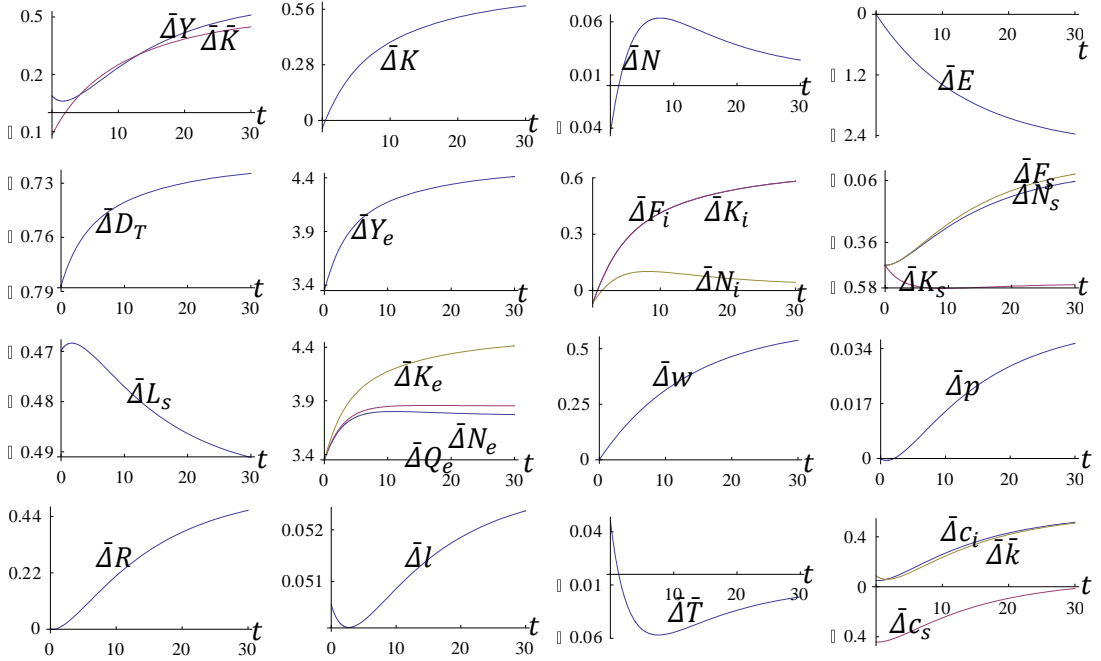 0.5
0.2
▯ 0.1
Δ̄Y
Δ̄K̄
10 20 30
t
0.56
0.28
0
Δ̄K
0 10 20 30
t
0.06
0.01
▯ 0.04
Δ̄N
10 20 30
t
0
▯ 1.2
▯ 2.4
Δ̄E
10 20 30
t
▯ 0.73
▯ 0.76
▯ 0.79
Δ̄D_T
0 10 20 30
t
4.4
3.9
3.4
Δ̄Y_e
0 10 20 30
t
0.6
0.3
0
Δ̄F_i
Δ̄K_i
Δ̄N_i
0 10 20 30
t
▯ 0.06
▯ 0.36
▯ 0.58
Δ̄F_s
Δ̄N_s
Δ̄K_s
0 10 20 30
t
▯ 0.47
▯ 0.48
▯ 0.49
Δ̄L_s
0 10 20 30
t
4.4
3.9
3.4
Δ̄K_e
Δ̄N_e
Δ̄Q_e
0 10 20 30
t
0.5
0.25
0
Δ̄w
0 10 20 30
t
0.034
0.017
0
Δ̄p
0 10 20 30
t
0.44
0.22
0
Δ̄R
0 10 20 30
t
0.052
0.051
Δ̄l
0 10 20 30
t
0.04
▯ 0.01
▯ 0.06
Δ̄T̄
10 20 30
t
0.4
▯ 0.4
Δ̄c_i
Δ̄k̄
Δ̄c_s
10 20 30
t